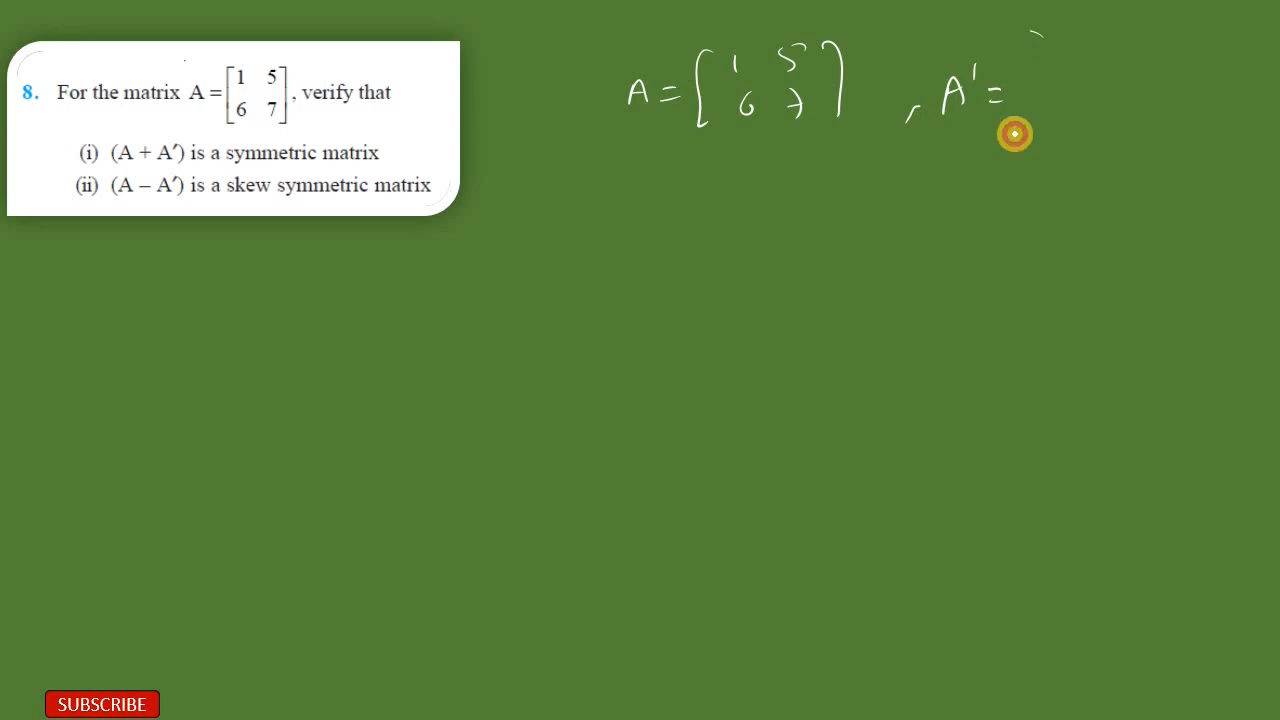 8. For the matrix A = [1 5
6 7], verify that
(i) (A + A′) is a symmetric matrix
(ii) (A – A′) is a skew symmetric matrix
A = [1 5
6 7] , A' =
SUBSCRIBE